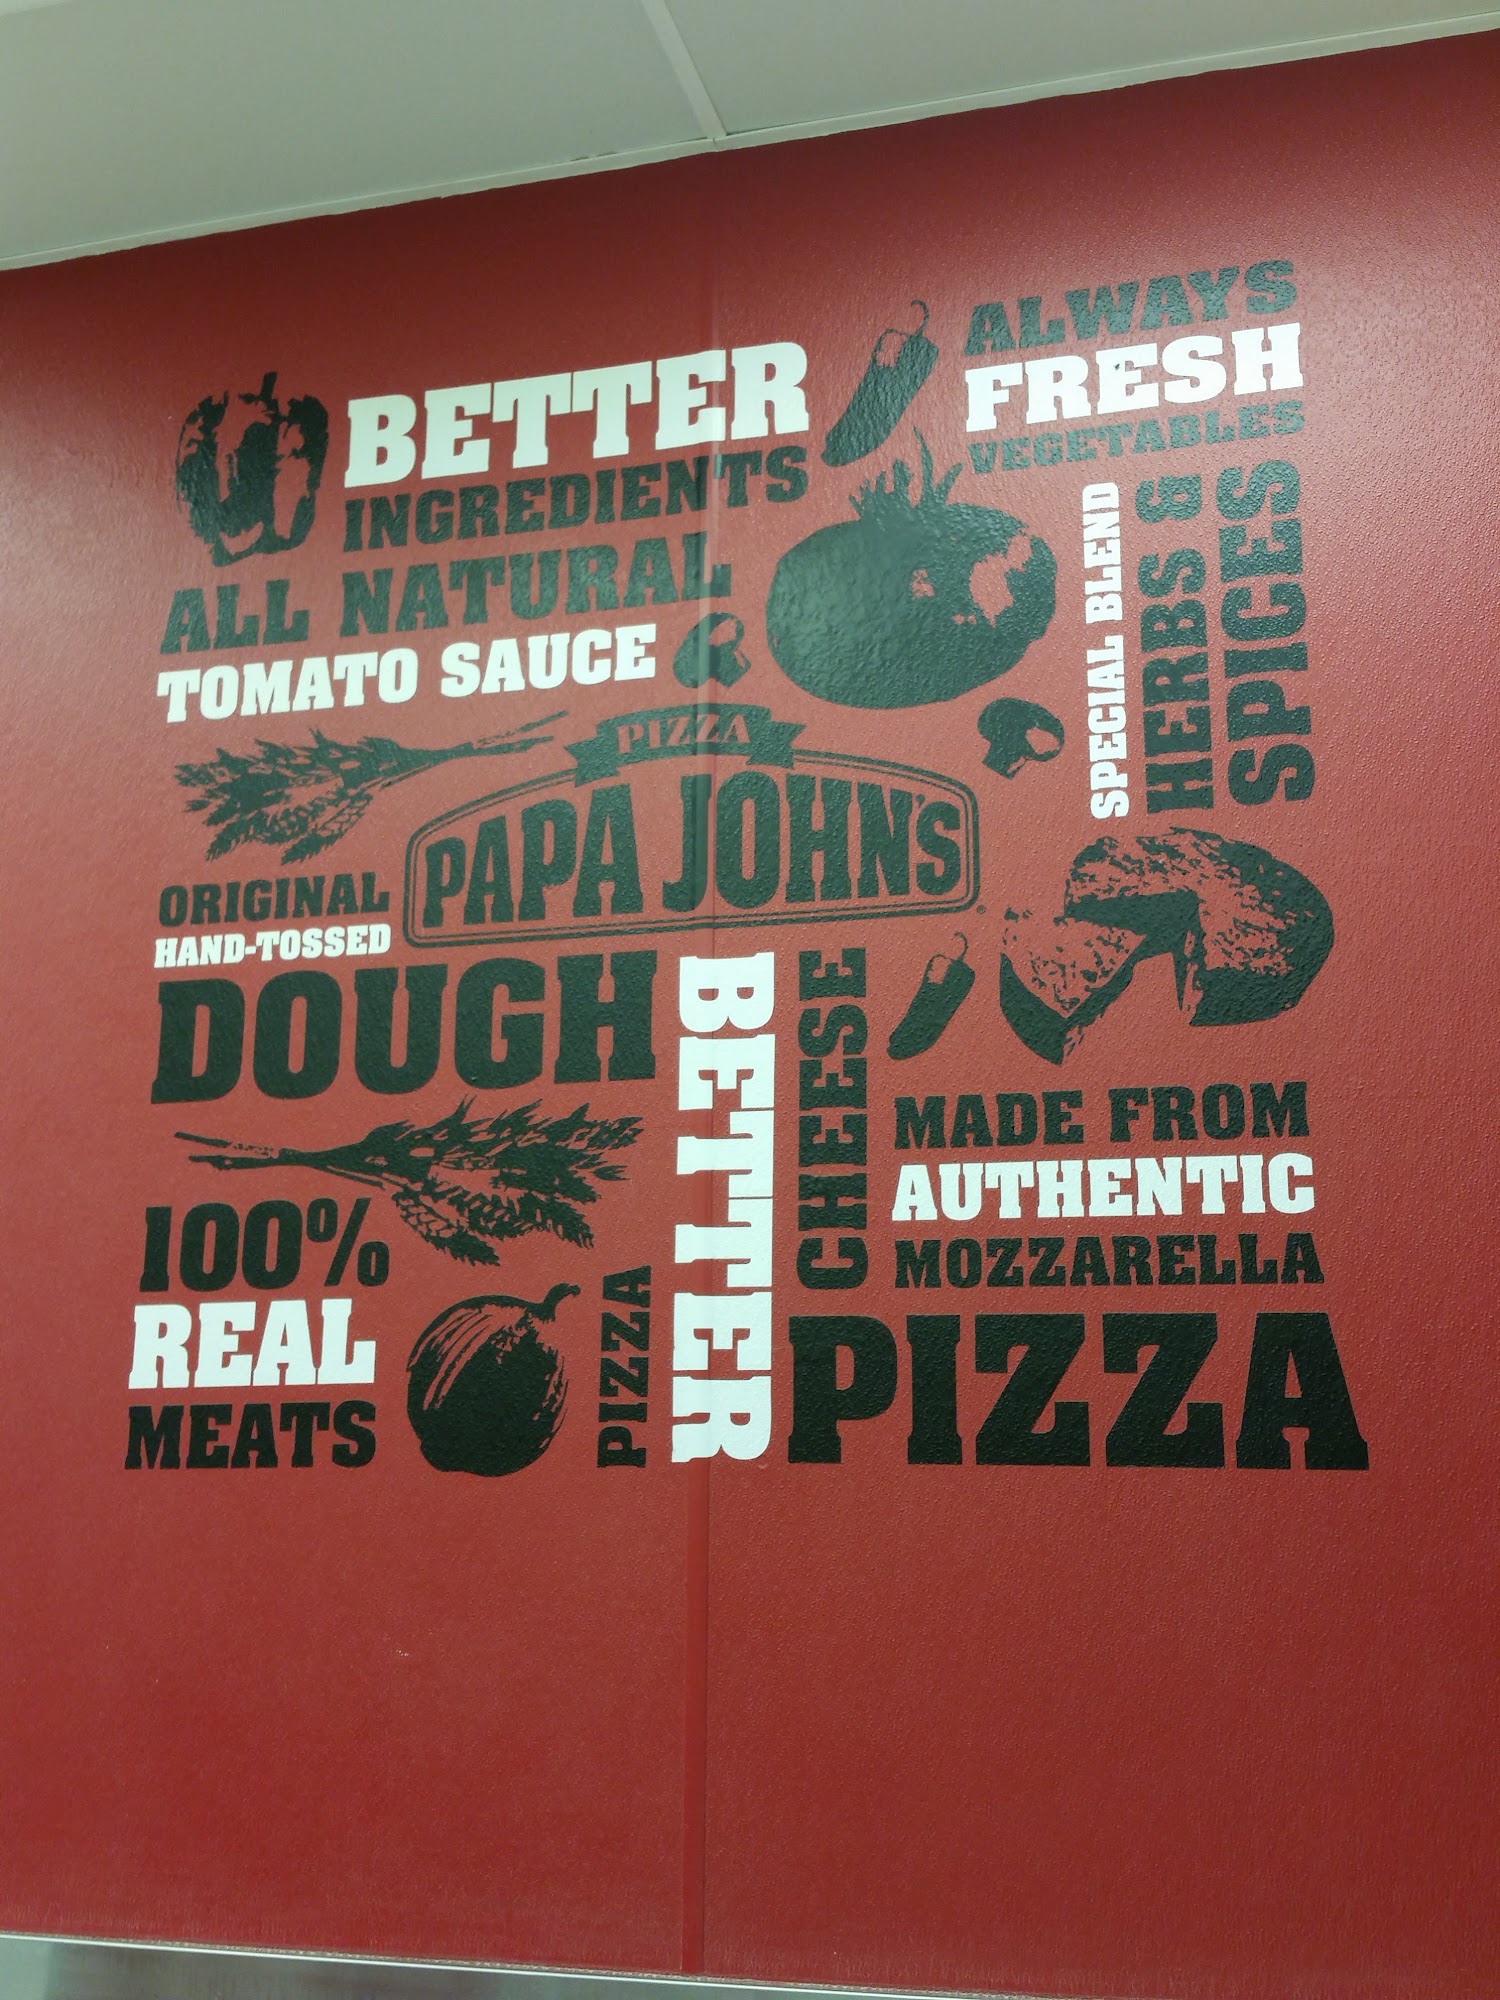 BETTER
INGREDIENTS
ALL NATURAL
TOMATO SAUCE
ALWAYS
FRESH
VEGETABLES
SPECIAL BLEND
HERBS &
SPICES
PIZZA
PAPA JOHN'S
®
ORIGINAL
HAND-TOSSED
DOUGH
100%
REAL
MEATS
PIZZA
BETTER
CHEESE
MADE FROM
AUTHENTIC
MOZZARELLA
PIZZA